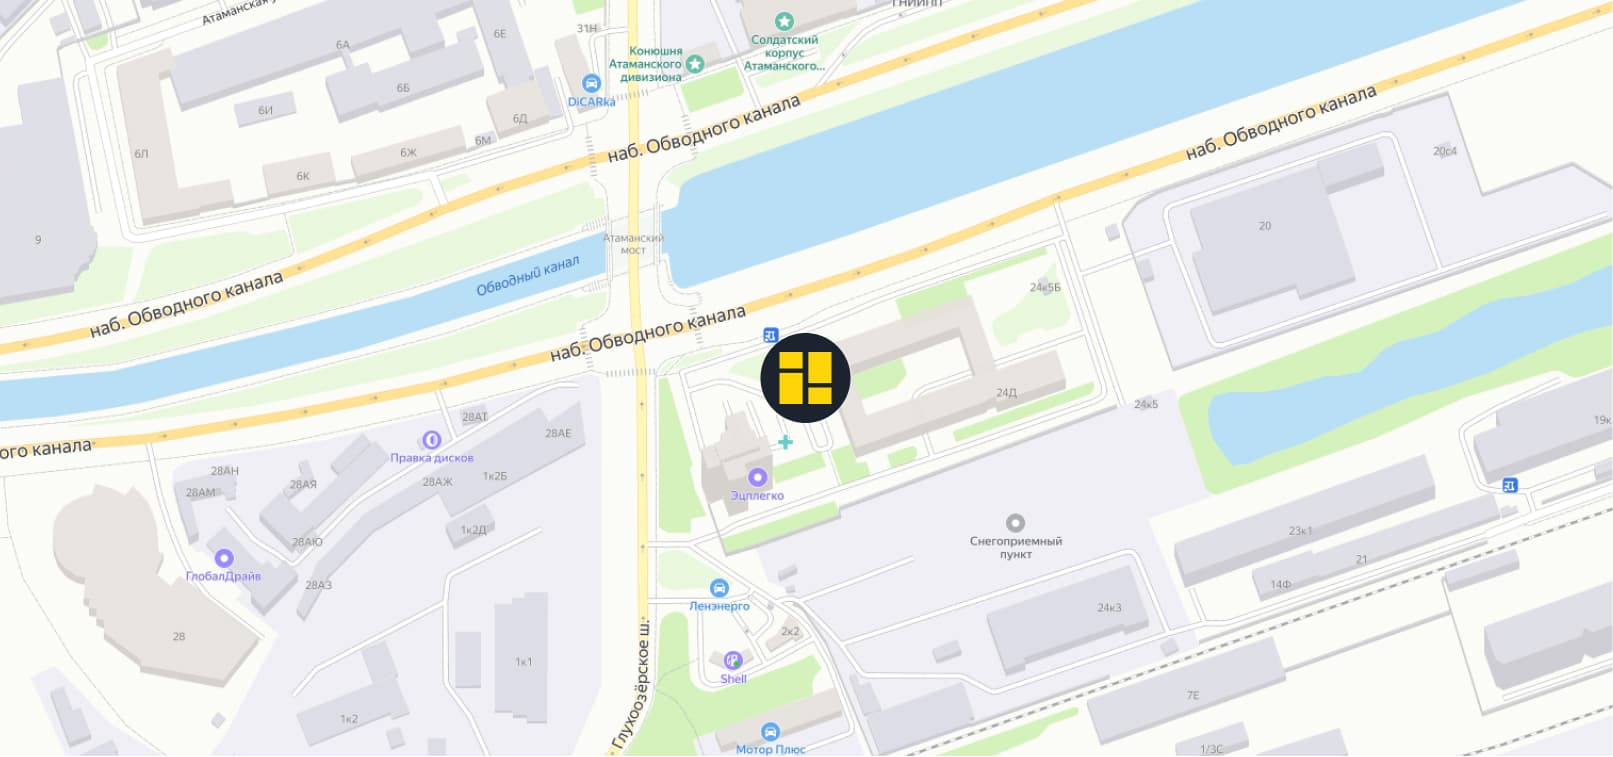 Атаманская
ГНИИПП
6А
6Е
31Н
Конюшня
Атаманского
дивизиона
Солдатский
корпус
Атаманского...
6Б
6И
DiCARka
6Д
6Л
6М
6Ж
6К
наб. Обводного канала
наб. Обводного канала
20с4
9
20
Атаманский
мост
Обводный канал
наб. Обводного канала
наб. Обводного канала
24к5Б
24Д
24к5
19к
ого канала
28АТ
28АЕ
Правка дисков
28АН
28АМ
28АЯ
28АЖ
1к2Б
Эцплегко
1к2Д
28АЮ
ГлобалДрайв
28АЗ
Снегоприемный
пункт
23к1
21
14Ф
Ленэнерго
24к3
2к2
28
1к1
Shell
Глухоозёрское ш.
7Е
1к2
Мотор Плюс
1/3С